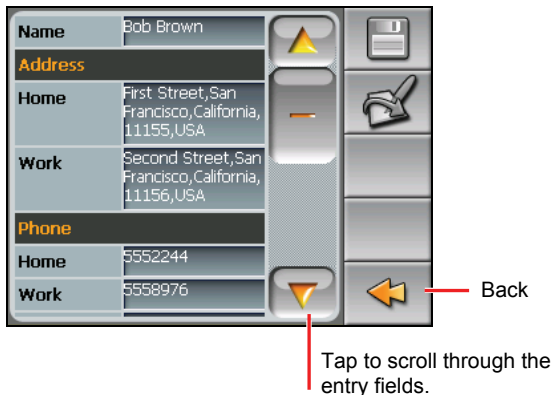 Name Bob Brown
Address
Home First Street,San
Francisco,California,
11155,USA
Work Second Street,San
Francisco,California,
11156,USA
Phone
Home 5552244
Work 5558976
Back
Tap to scroll through the
entry fields.